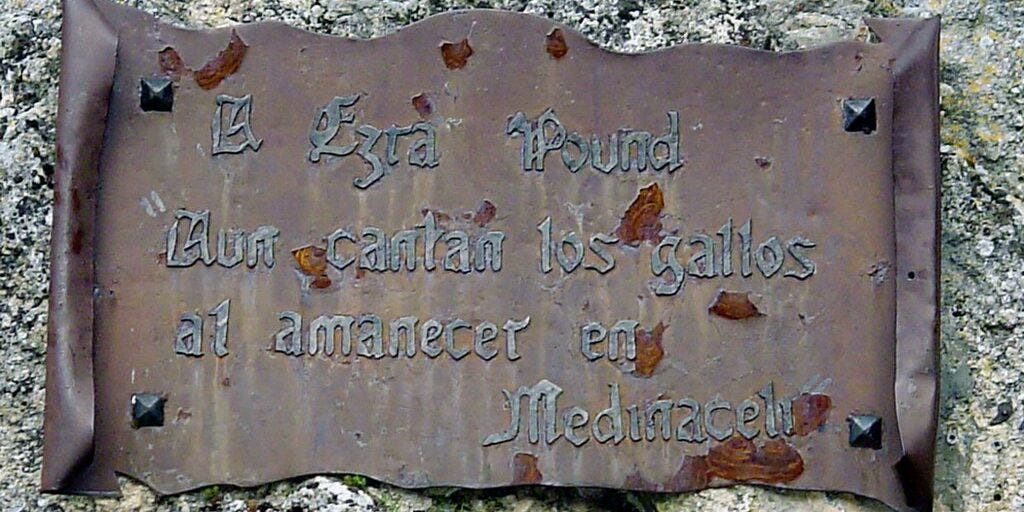 A Ezra Pound
Aun cantan los gallos
al amanecer en
Medinaceli